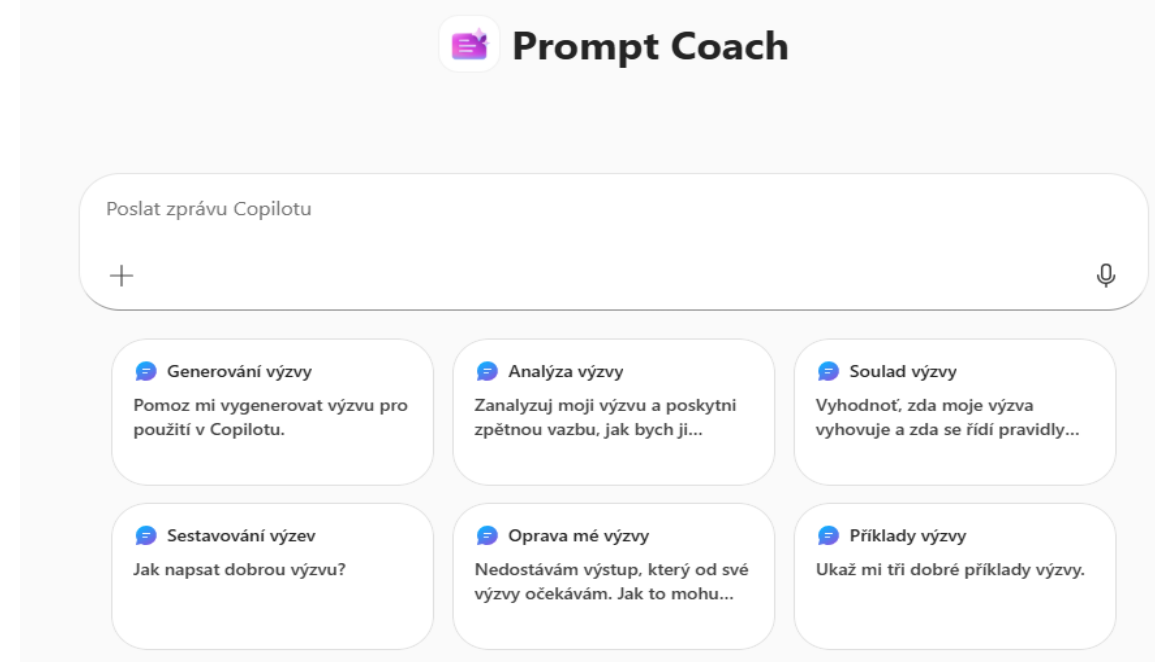 Prompt Coach
Poslat zprávu Copilotu
Generování výzvy
Pomoz mi vygenerovat výzvu pro
použití v Copilotu.
Analýza výzvy
Zanalyzuj moji výzvu a poskytni
zpětnou vazbu, jak bych ji...
Soulad výzvy
Vyhodnoť, zda moje výzva
vyhovuje a zda se řídí pravidly...
Sestavování výzev
Jak napsat dobrou výzvu?
Oprava mé výzvy
Nedostávám výstup, který od své
výzvy očekávám. Jak to mohu...
Příklady výzvy
Ukaž mi tři dobré příklady výzvy.